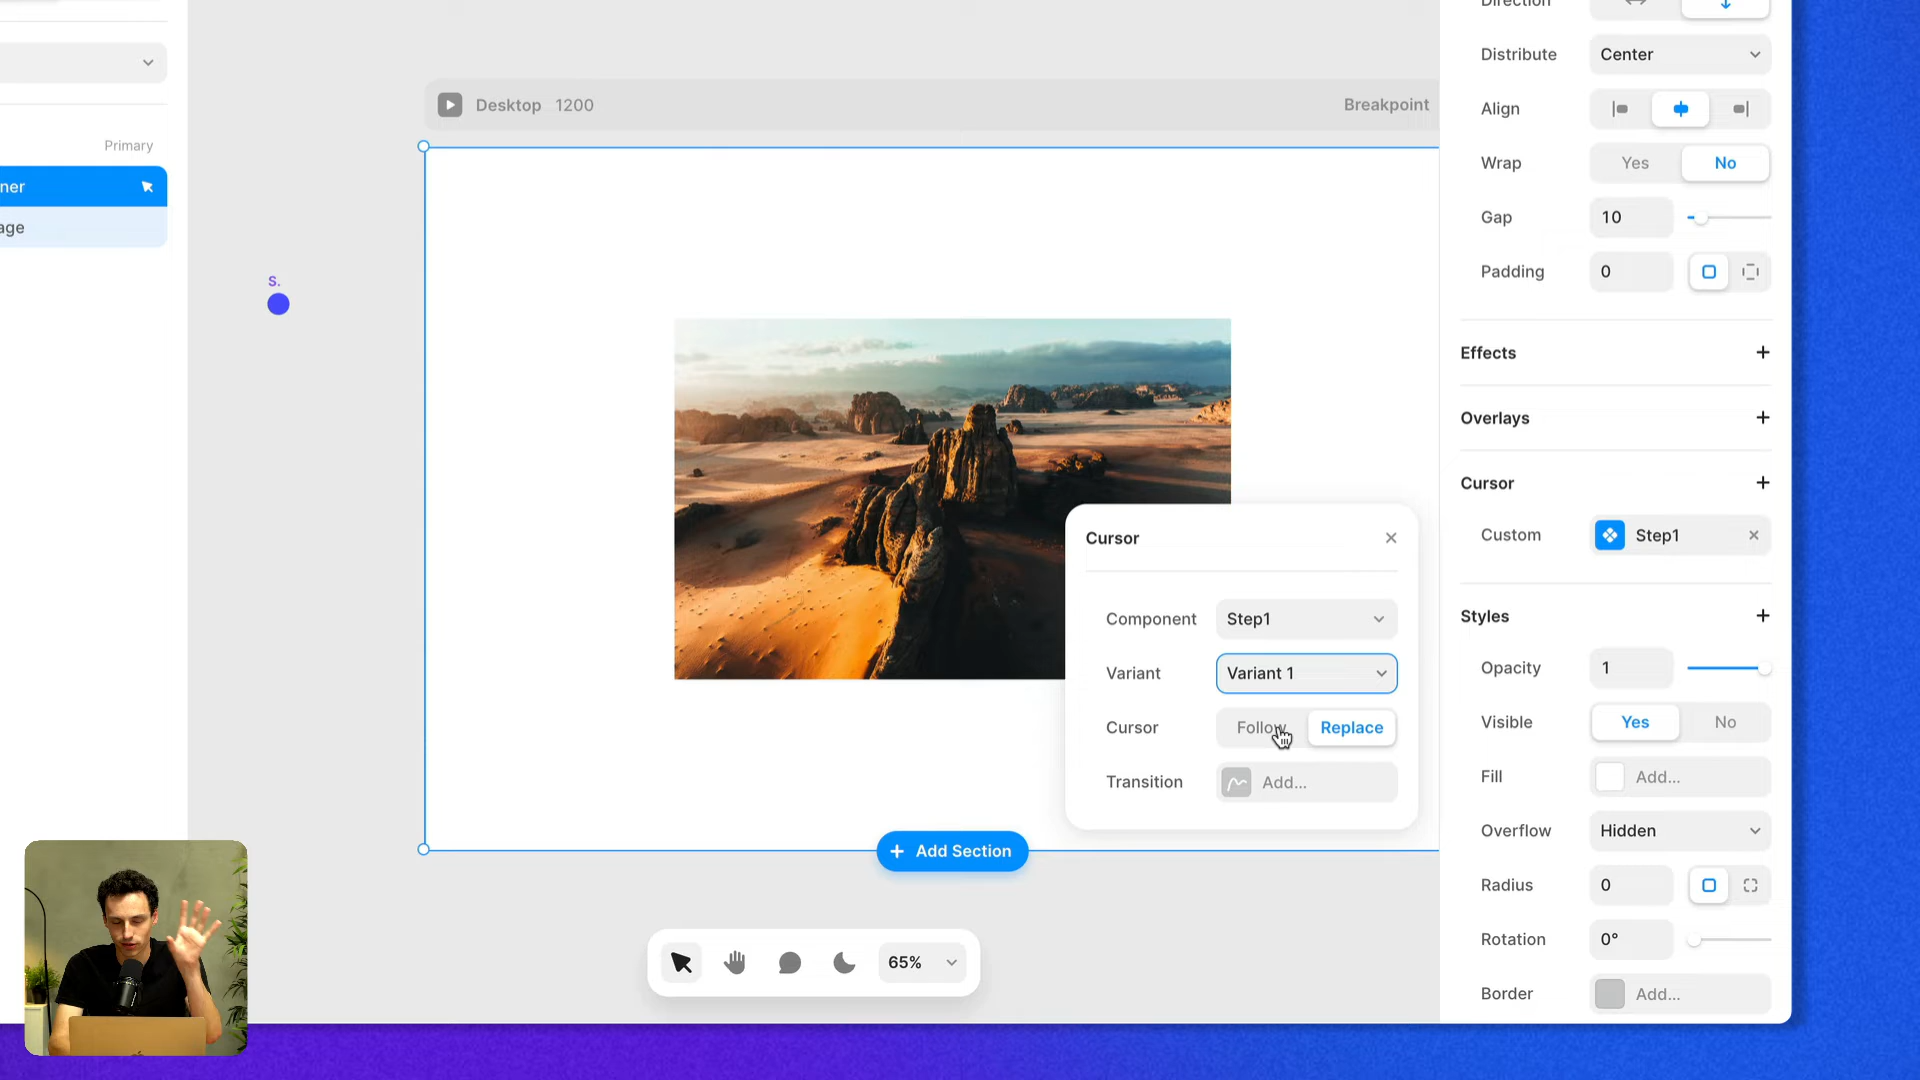 Primary
ner
age
S.
Desktop 1200
Breakpoint
+ Add Section
65%
Cursor
Component Step1
Variant Variant 1
Cursor Follow Replace
Transition Add...
Direction
Distribute Center
Align
Wrap Yes No
Gap 10
Padding 0
Effects
Overlays
Cursor
Custom Step1
Styles
Opacity 1
Visible Yes No
Fill Add...
Overflow Hidden
Radius 0
Rotation 0°
Border Add...